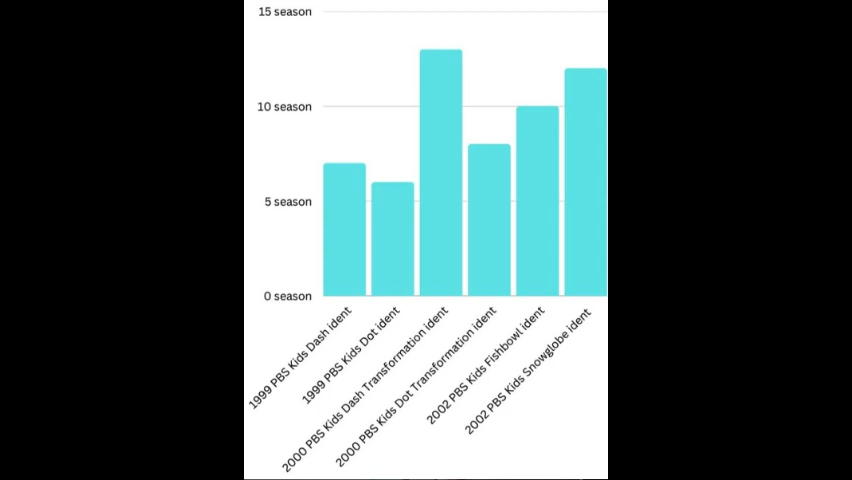 15 season
10 season
5 season
0 season
1999 PBS Kids Dash ident
1999 PBS Kids Dot ident
2000 PBS Kids Dash Transformation ident
2000 PBS Kids Dot Transformation ident
2002 PBS Kids Fishbowl ident
2002 PBS Kids Snowglobe ident